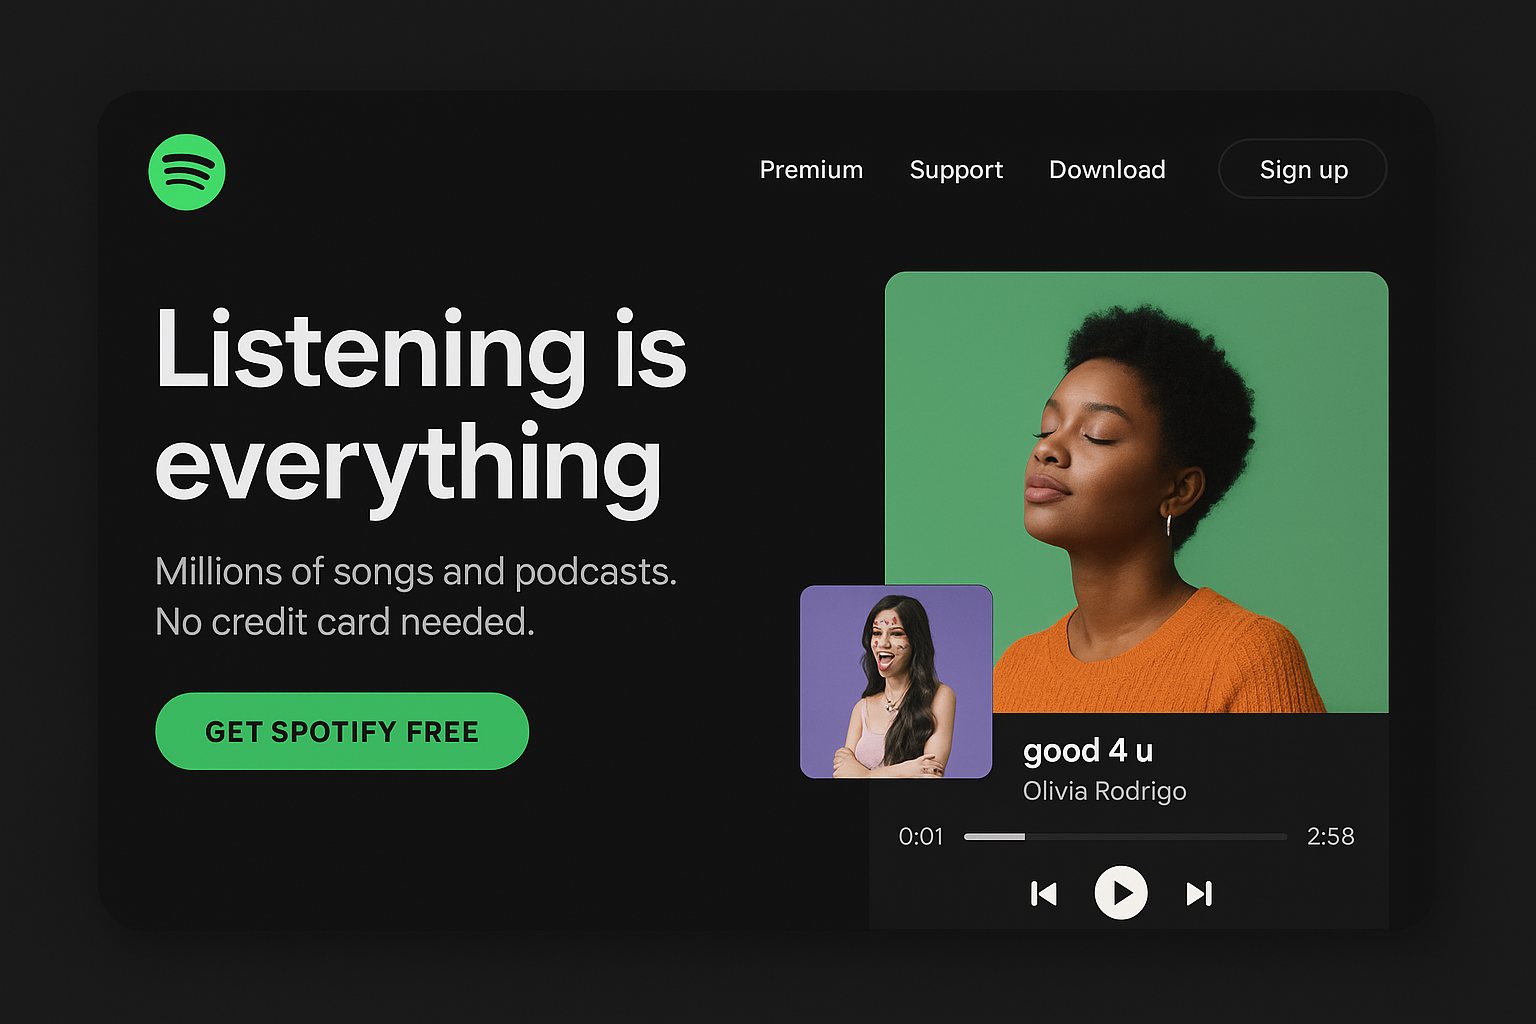 Premium Support Download Sign up
Listening is
everything
Millions of songs and podcasts.
No credit card needed.
GET SPOTIFY FREE
good 4 u
Olivia Rodrigo
0:01 2:58